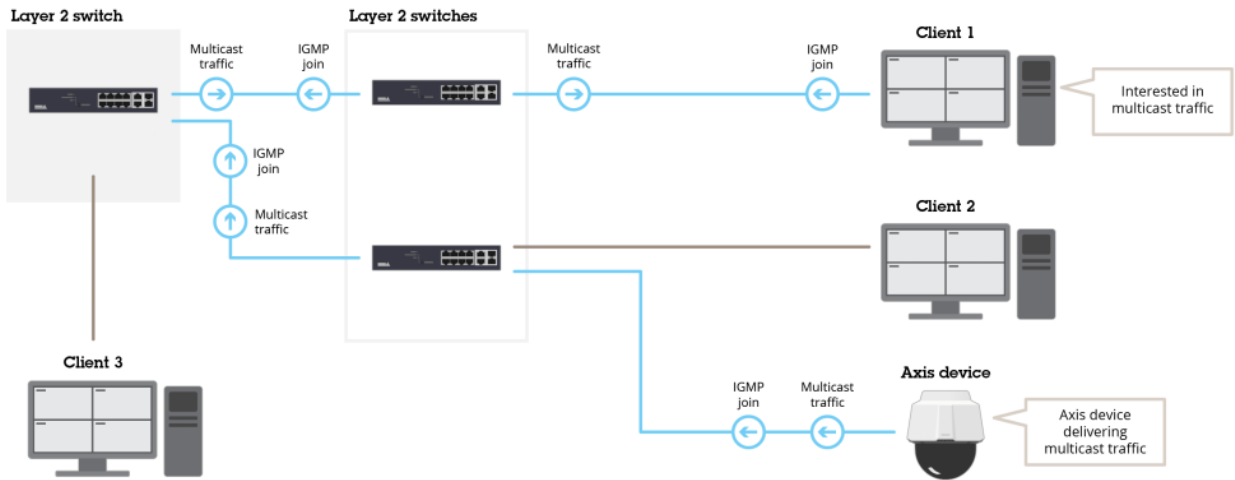 Layer 2 switch
Layer 2 switches
Client 1
Multicast
traffic
IGMP
join
Multicast
traffic
IGMP
join
Interested in
multicast traffic
IGMP
join
Multicast
traffic
Client 2
Client 3
Axis device
IGMP
join
Multicast
traffic
Axis device
delivering
multicast traffic